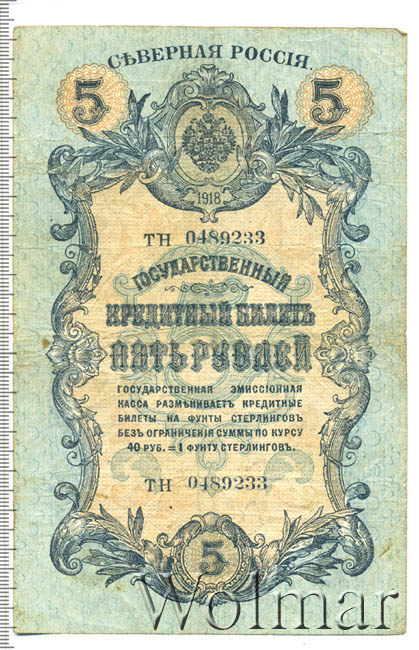 СѢВЕРНАЯ РОССІЯ.
5 5
1918
ТН 0489233
ГОСУДАРСТВЕННЫЙ
КРЕДИТНЫЙ БИЛЕТЪ
ПЯТЬ РУБЛЕЙ
ГОСУДАРСТВЕННАЯ ЭМИССІОННАЯ
КАССА РАЗМѢНИВАЕТЪ КРЕДИТНЫЕ
БИЛЕТЫ НА ФУНТЫ СТЕРЛИНГОВЪ
БЕЗЪ ОГРАНИЧЕНІЯ СУММЫ ПО КУРСУ
40 РУБ. = 1 ФУНТУ СТЕРЛИНГОВЪ.
ТН 0489233
5
Wolmar